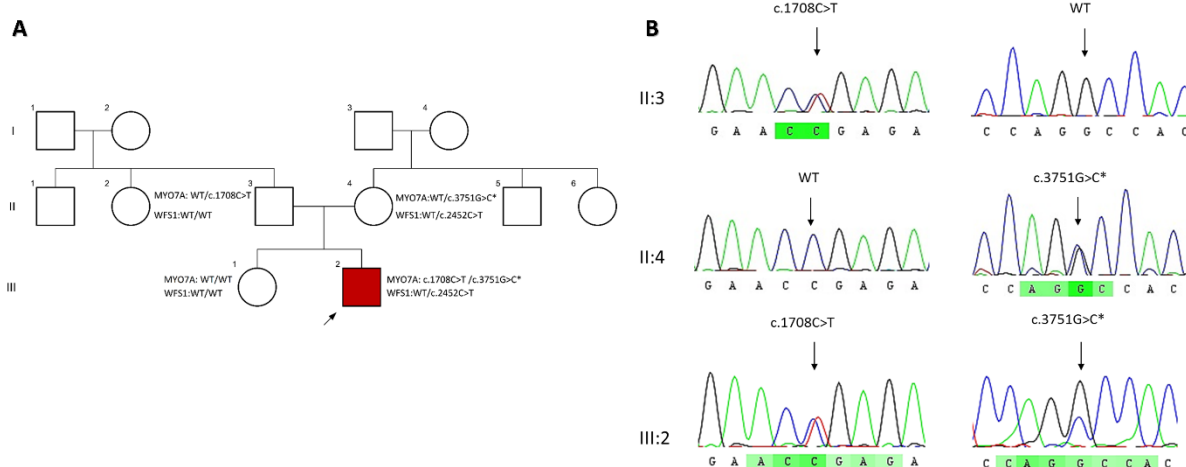 A
1
2
3
4
I
1
2
MYO7A: WT/c.1708C>T
WFS1:WT/WT
3
4
MYO7A:WT/c.3751G>C*
WFS1:WT/c.2452C>T
5
6
II
1
MYO7A: WT/WT
WFS1:WT/WT
2
MYO7A: c.1708C>T /c.3751G>C*
WFS1:WT/c.2452C>T
III
B
c.1708C>T
WT
II:3
G A A C C G A G A
C C A G G C C A C
WT
c.3751G>C*
II:4
G A A C C G A G A
C C A G G C C A C
c.1708C>T
c.3751G>C*
III:2
G A A C C G A G A
C C A G G C C A C